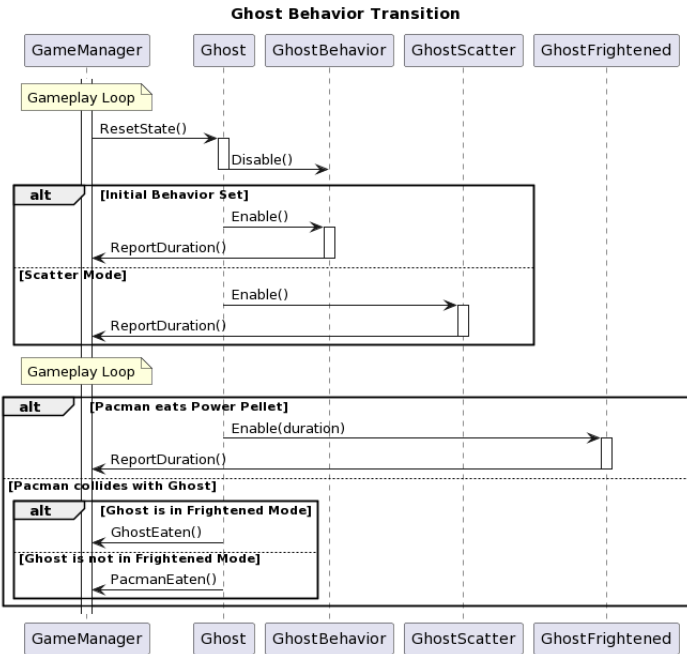 Ghost Behavior Transition
GameManager Ghost GhostBehavior GhostScatter GhostFrightened
Gameplay Loop
ResetState()
Disable()
alt [Initial Behavior Set]
Enable()
ReportDuration()
[Scatter Mode]
Enable()
ReportDuration()
Gameplay Loop
alt [Pacman eats Power Pellet]
Enable(duration)
ReportDuration()
[Pacman collides with Ghost]
alt [Ghost is in Frightened Mode]
GhostEaten()
[Ghost is not in Frightened Mode]
PacmanEaten()
GameManager Ghost GhostBehavior GhostScatter GhostFrightened